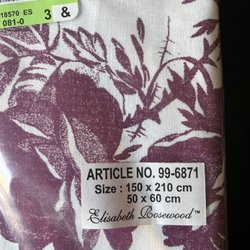 18570 ES
081-0 3 &
ARTICLE NO. 99-6871
Size : 150 x 210 cm
50 x 60 cm
Elisabeth Rosewood™